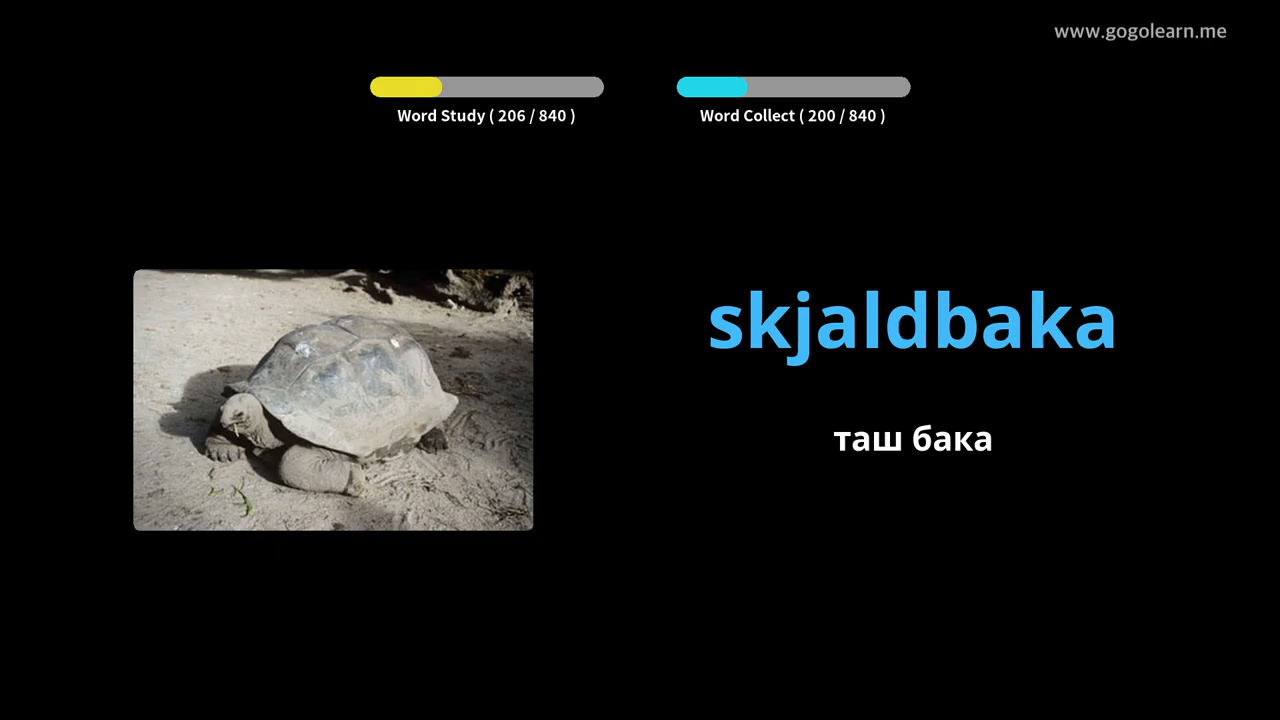 www.gogolearn.me
Word Study ( 206 / 840 )
Word Collect ( 200 / 840 )
skjaldbaka
таш бака